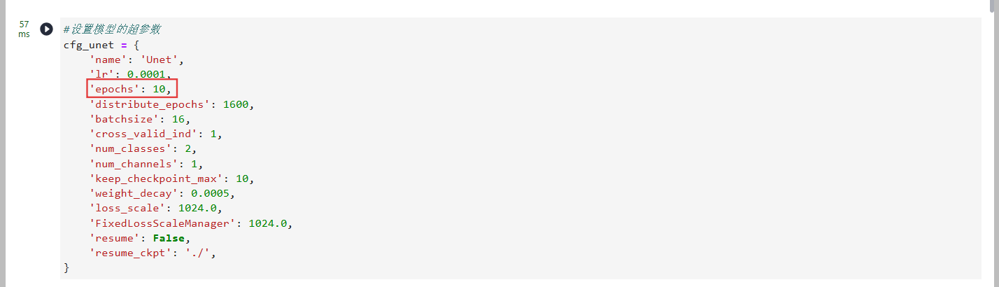 57
ms
#设置模型的超参数
cfg_unet = {
    'name': 'Unet',
    'lr': 0.0001,
    'epochs': 10,
    'distribute_epochs': 1600,
    'batchsize': 16,
    'cross_valid_ind': 1,
    'num_classes': 2,
    'num_channels': 1,
    'keep_checkpoint_max': 10,
    'weight_decay': 0.0005,
    'loss_scale': 1024.0,
    'FixedLossScaleManager': 1024.0,
    'resume': False,
    'resume_ckpt': './',
}